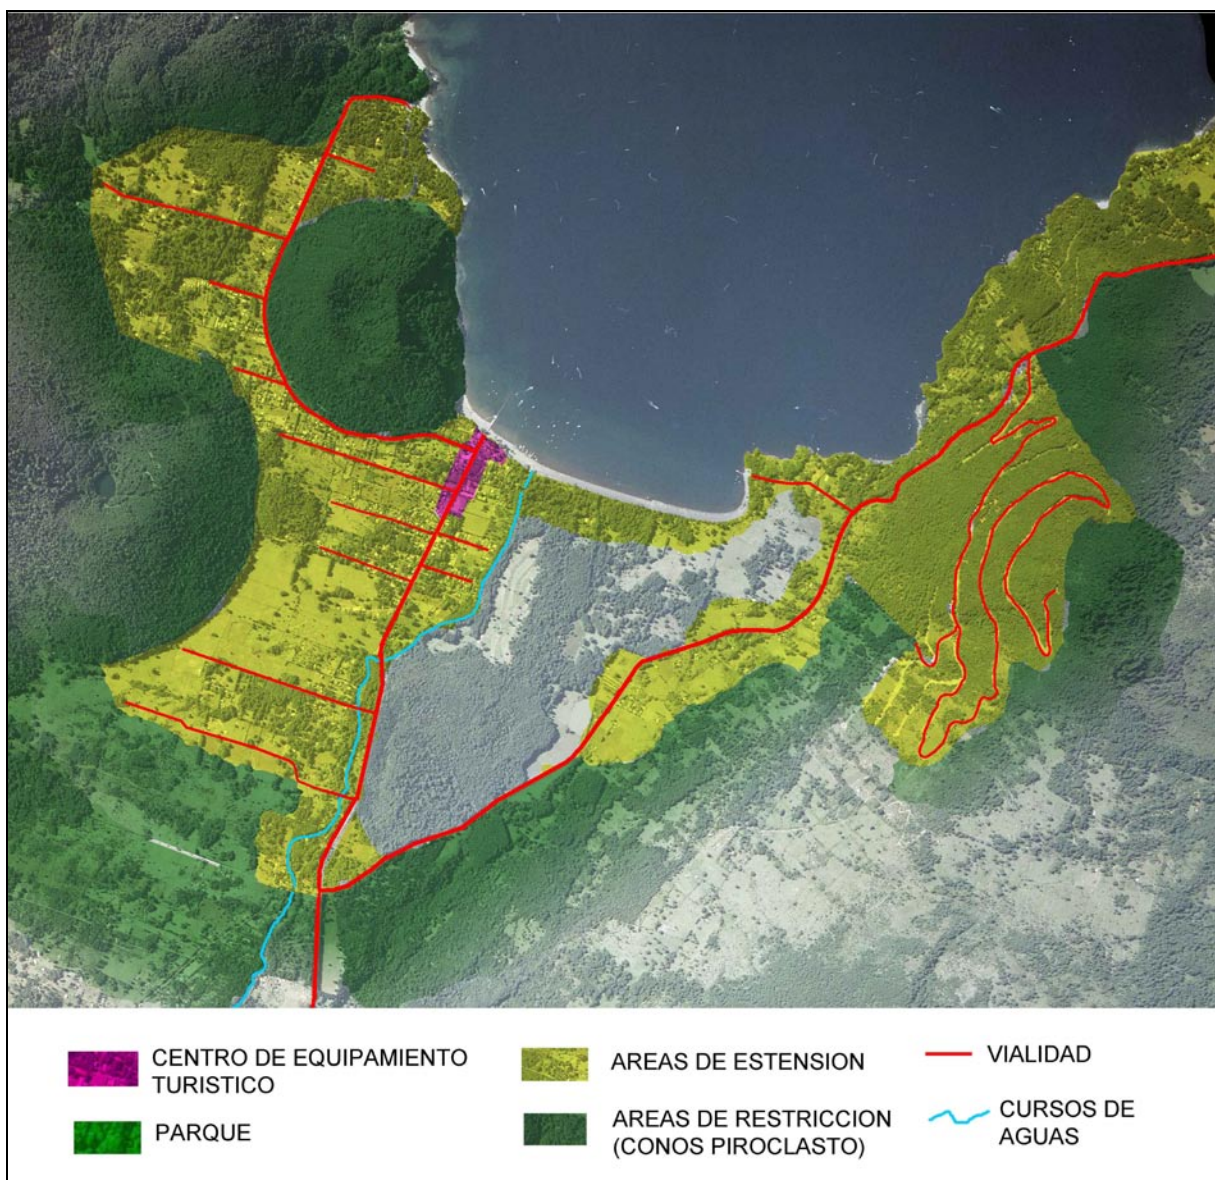 CENTRO DE EQUIPAMIENTO
TURISTICO
PARQUE
AREAS DE ESTENSION
AREAS DE RESTRICCION
(CONOS PIROCLASTO)
VIALIDAD
CURSOS DE
AGUAS